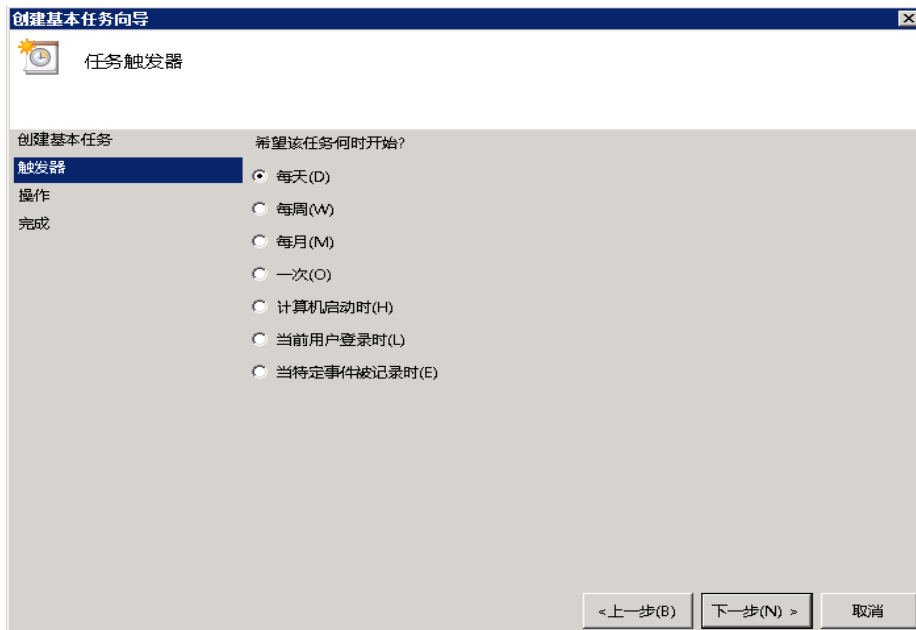 创建基本任务向导
任务触发器
创建基本任务
触发器
操作
完成
希望该任务何时开始?
每天(D)
每周(W)
每月(M)
一次(O)
计算机启动时(H)
当前用户登录时(L)
当特定事件被记录时(E)
<上一步(B)
下一步(N) >
取消